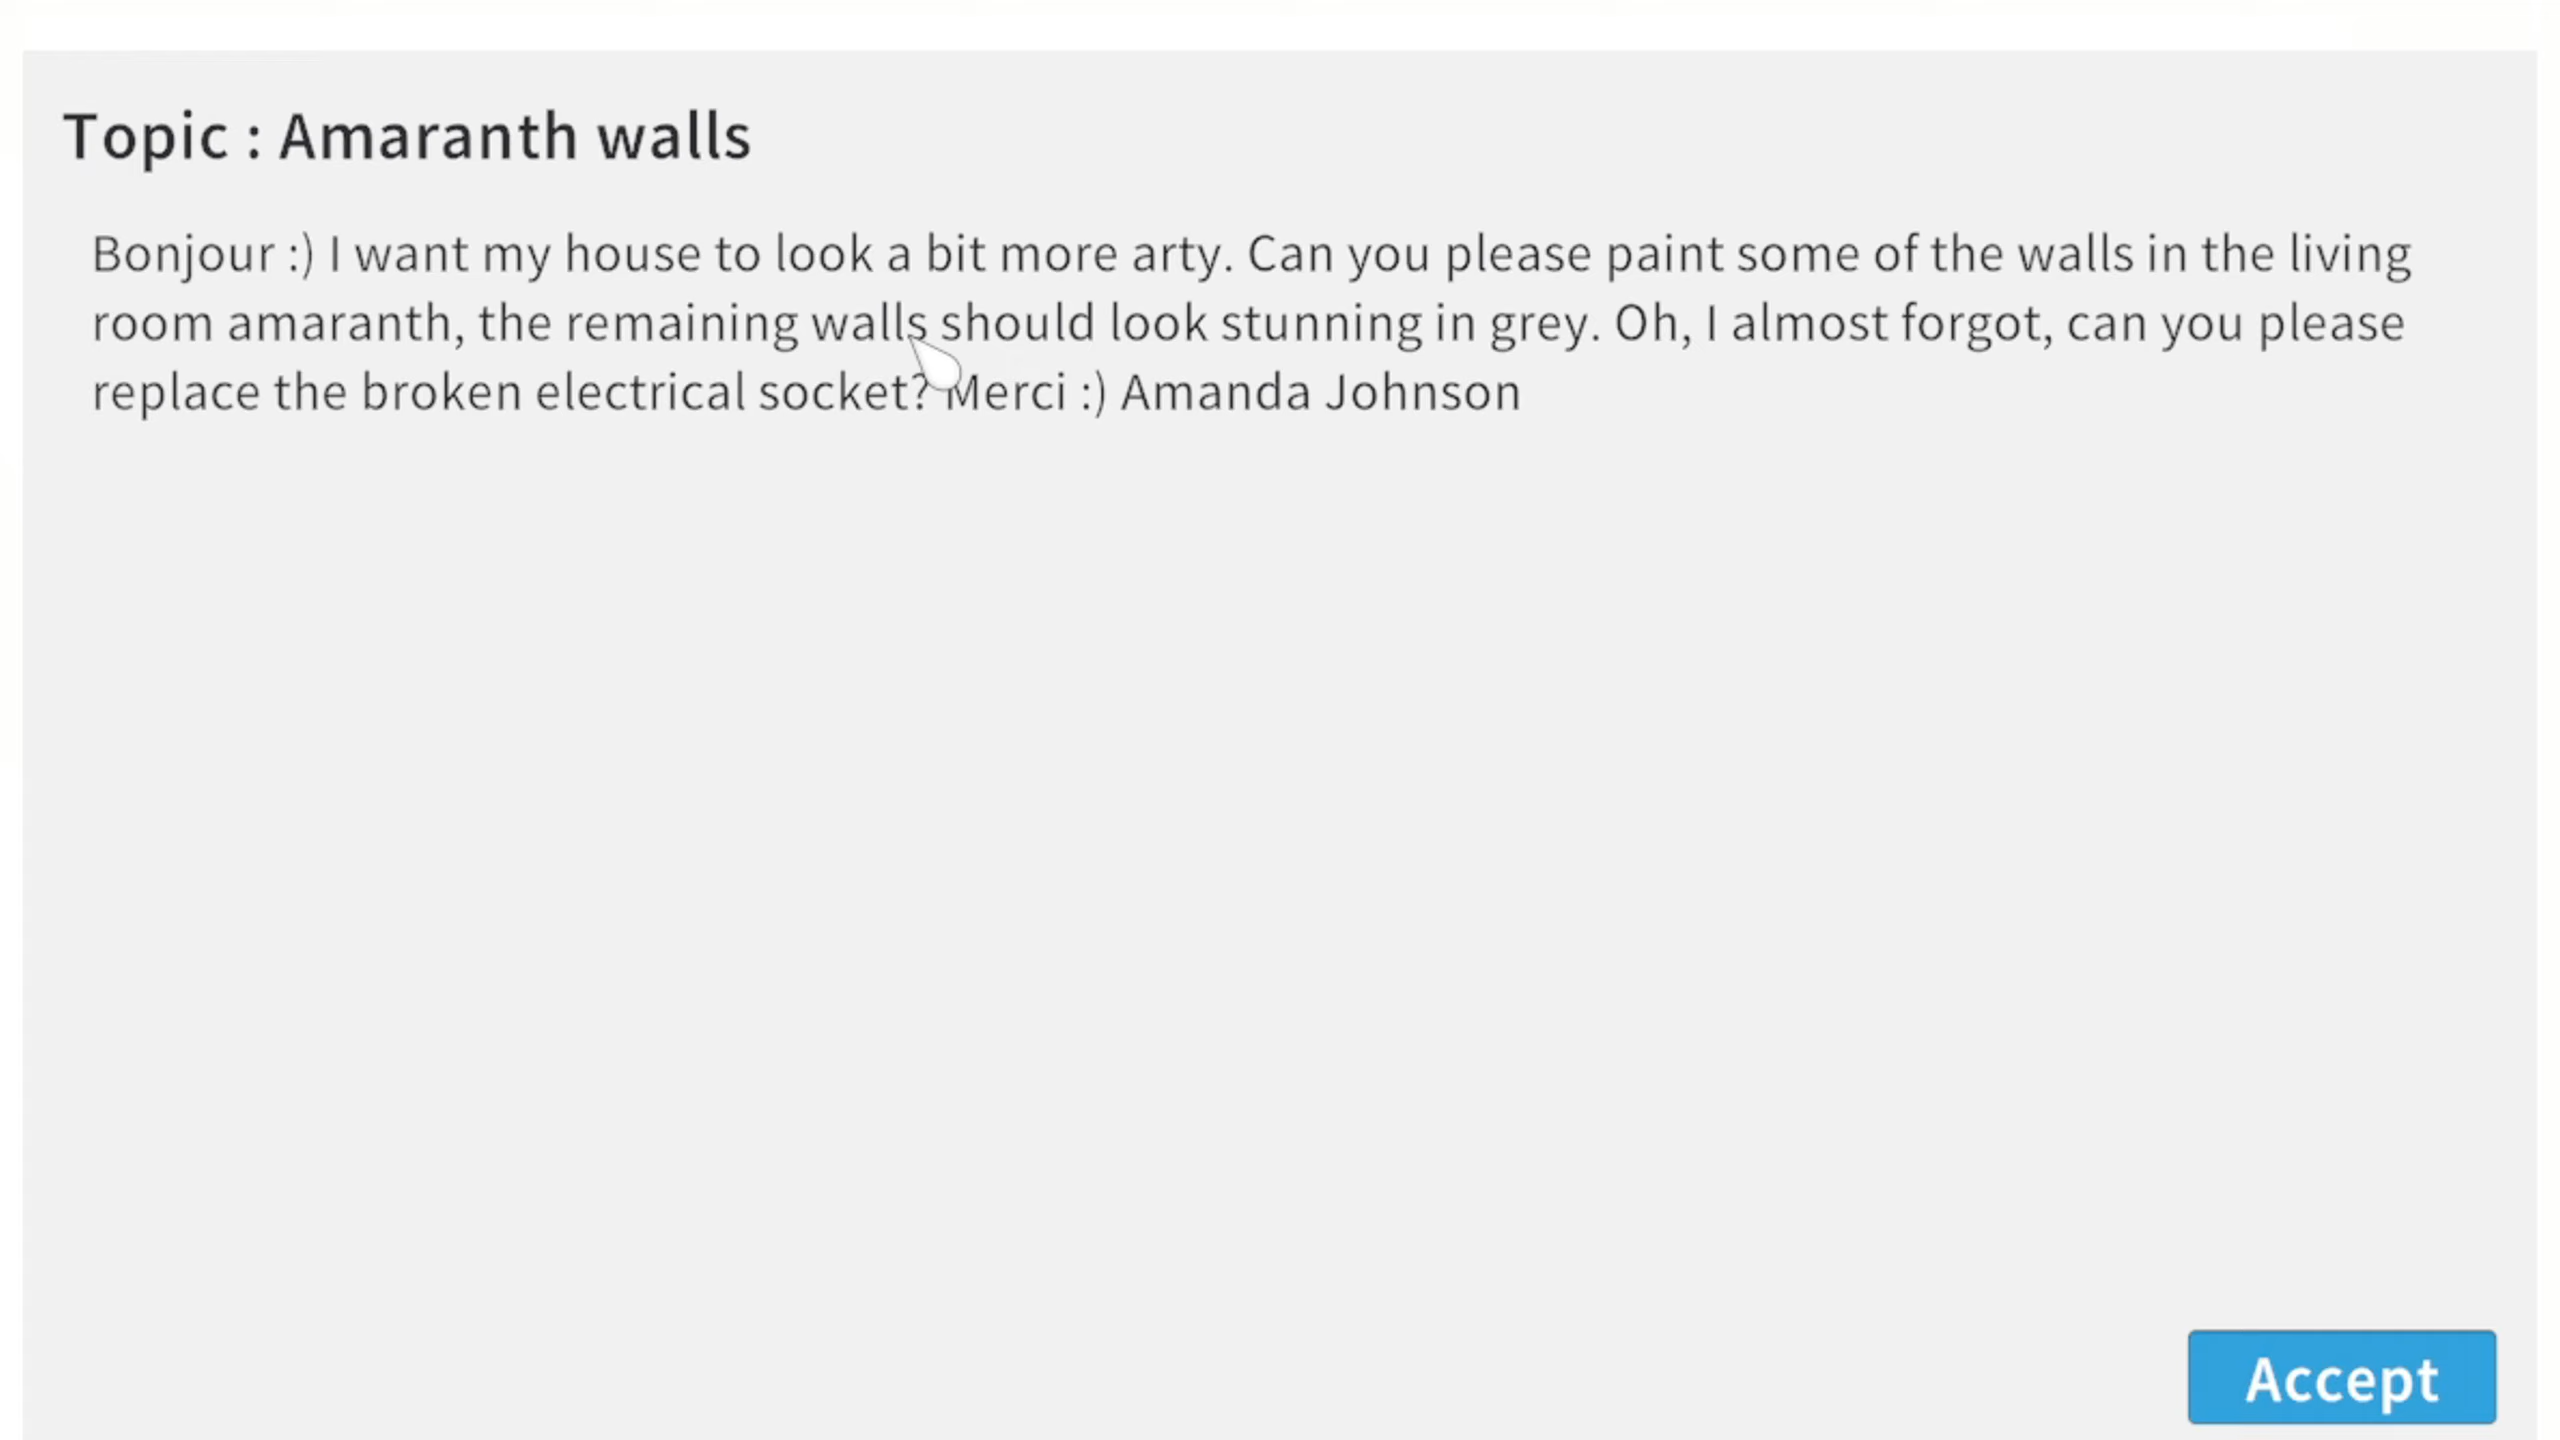 Topic : Amaranth walls
Bonjour :) I want my house to look a bit more arty. Can you please paint some of the walls in the living
room amaranth, the remaining walls should look stunning in grey. Oh, I almost forgot, can you please
replace the broken electrical socket? Merci :) Amanda Johnson
Accept